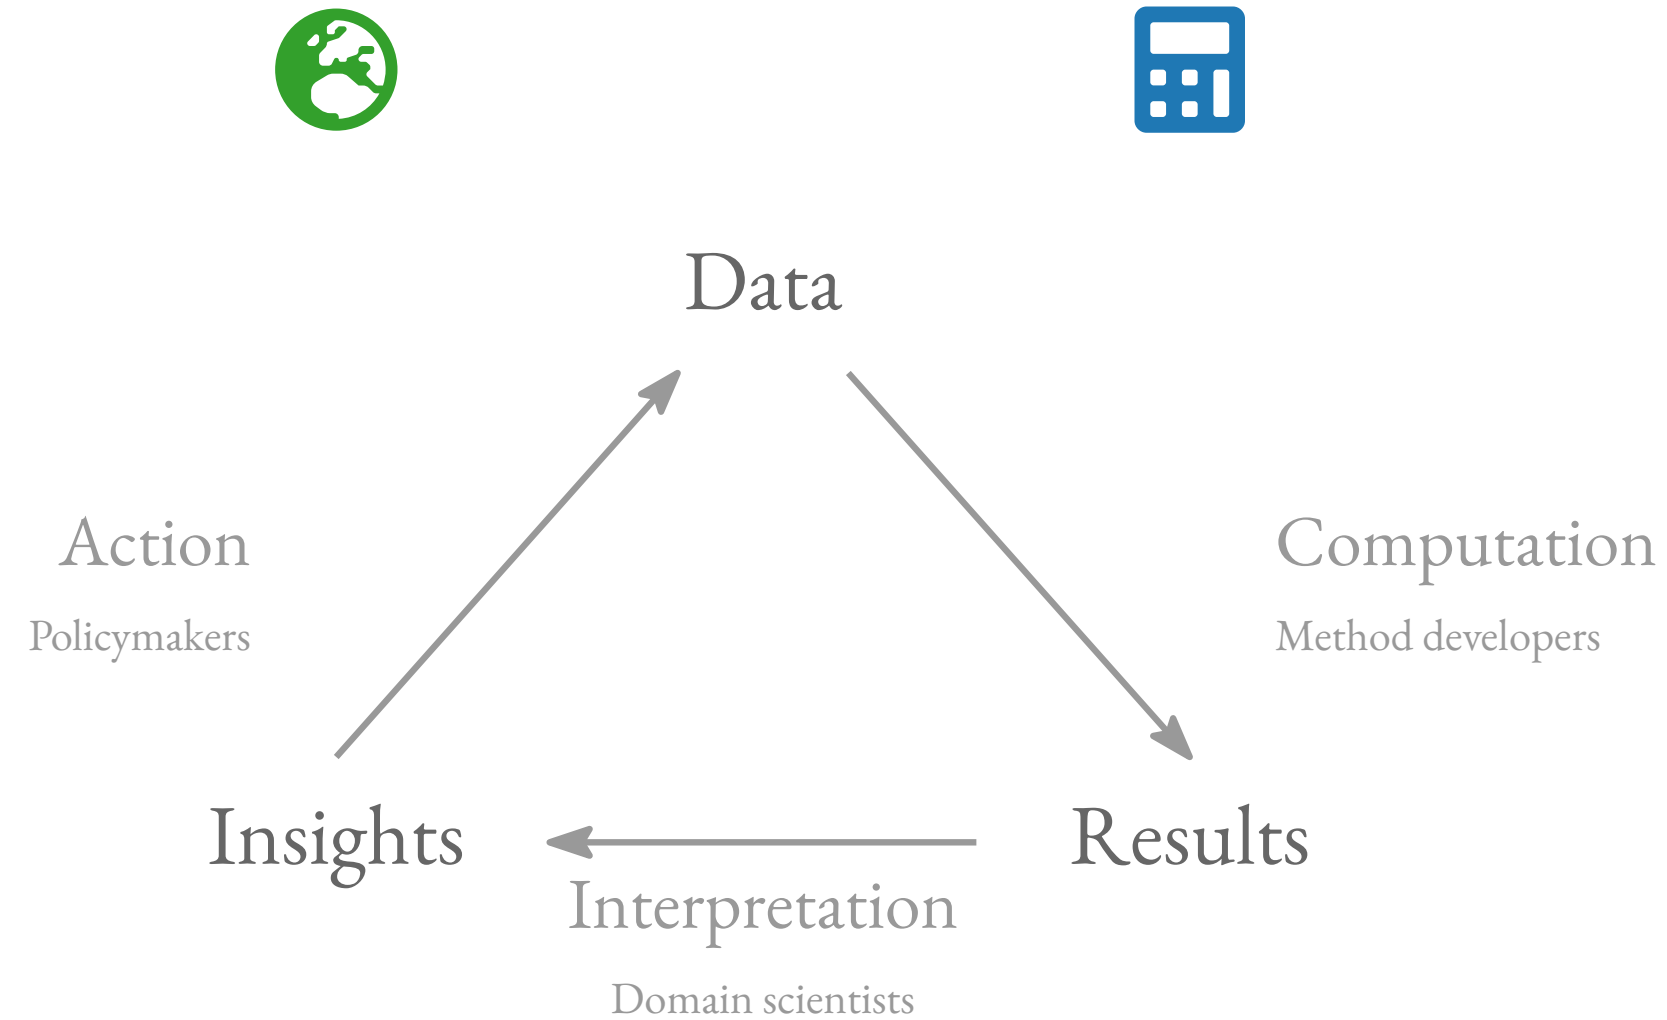 Data
Action
Policymakers
Computation
Method developers
Insights
Results
Interpretation
Domain scientists